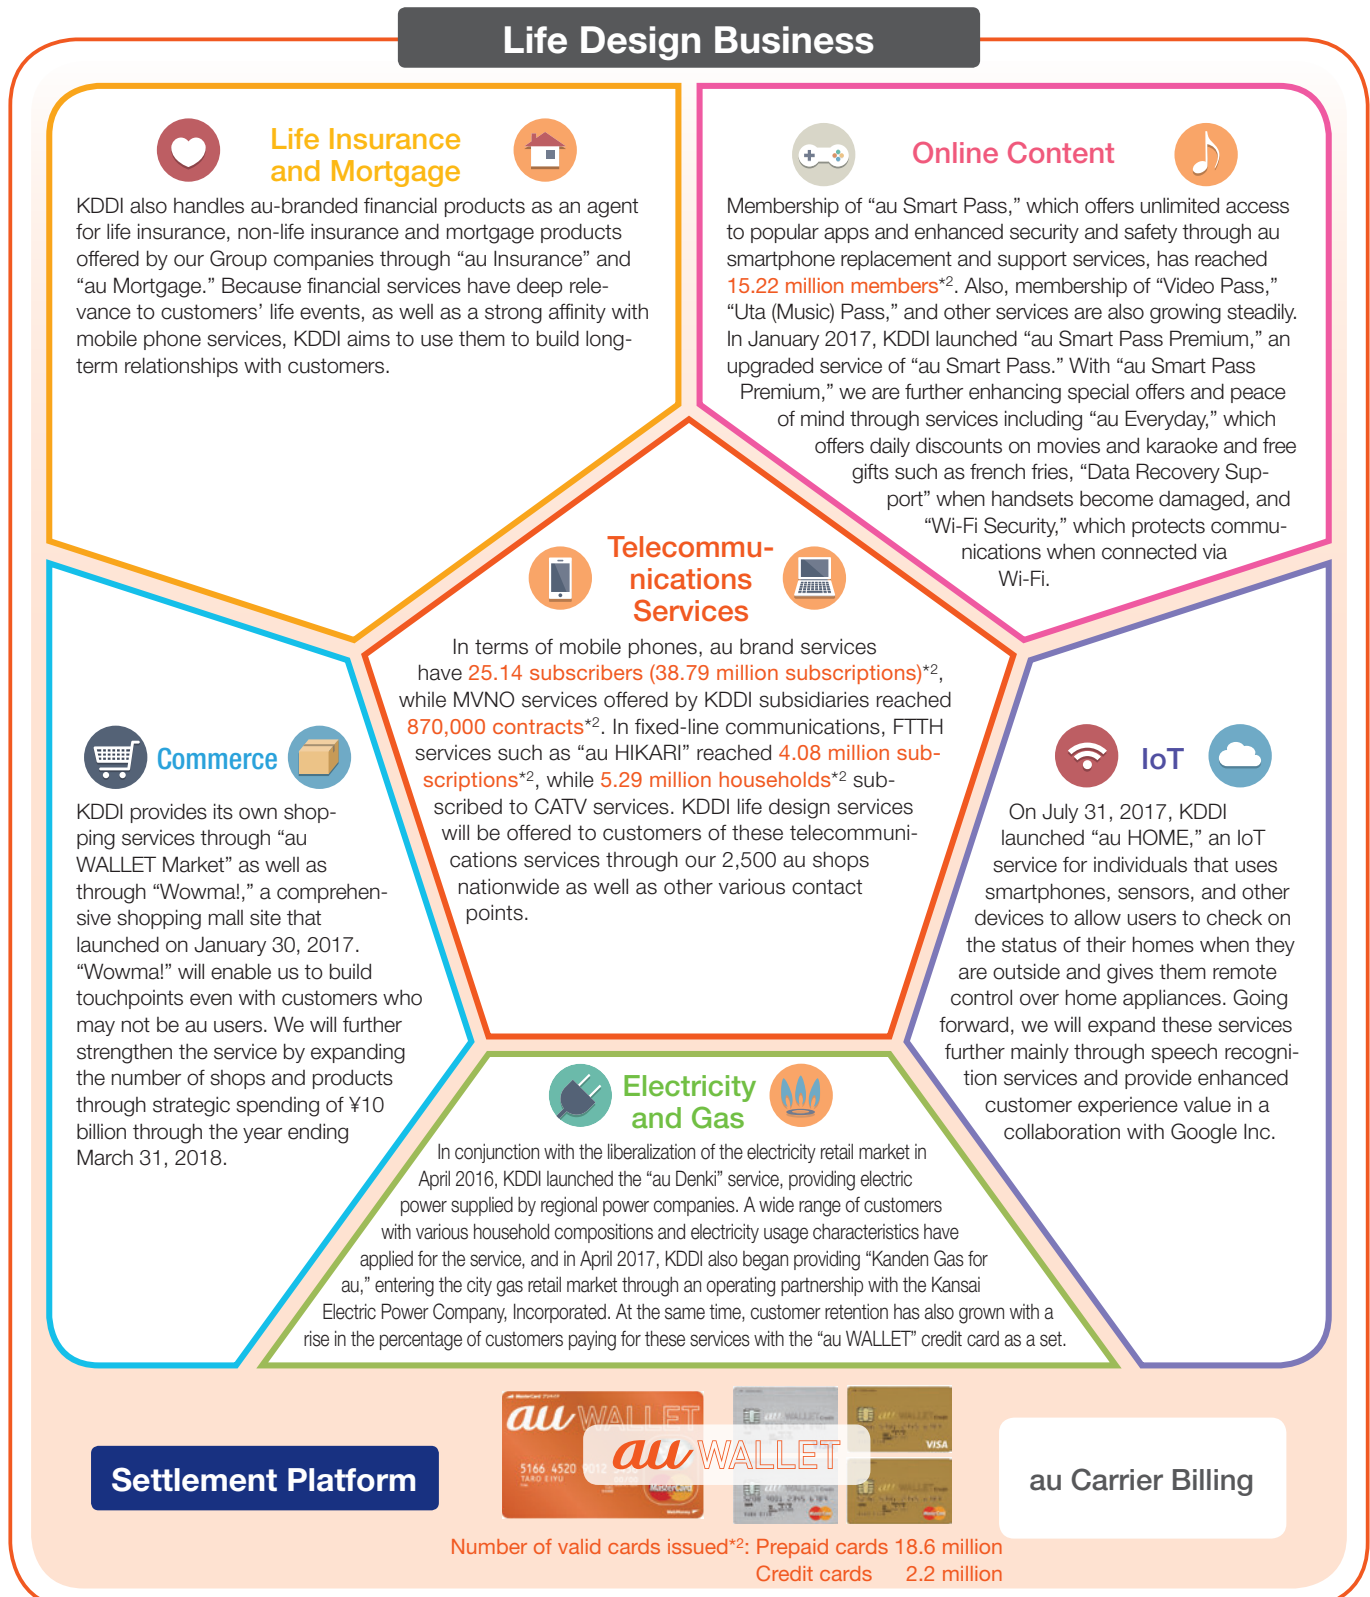 Life Design Business
Life Insurance
and Mortgage
KDDI also handles au-branded financial products as an agent
for life insurance, non-life insurance and mortgage products
offered by our Group companies through “au Insurance” and
“au Mortgage.” Because financial services have deep rele-
vance to customers’ life events, as well as a strong affinity with
mobile phone services, KDDI aims to use them to build long-
term relationships with customers.
Online Content
Membership of “au Smart Pass,” which offers unlimited access
to popular apps and enhanced security and safety through au
smartphone replacement and support services, has reached
15.22 million members*2. Also, membership of “Video Pass,”
“Uta (Music) Pass,” and other services are also growing steadily.
In January 2017, KDDI launched “au Smart Pass Premium,” an
upgraded service of “au Smart Pass.” With “au Smart Pass
Premium,” we are further enhancing special offers and peace
of mind through services including “au Everyday,” which
offers daily discounts on movies and karaoke and free
gifts such as french fries, “Data Recovery Sup-
port” when handsets become damaged, and
“Wi-Fi Security,” which protects commu-
nications when connected via
Wi-Fi.
Telecommu-
nications
Services
In terms of mobile phones, au brand services
have 25.14 subscribers (38.79 million subscriptions)*2,
while MVNO services offered by KDDI subsidiaries reached
870,000 contracts*2. In fixed-line communications, FTTH
services such as “au HIKARI” reached 4.08 million sub-
scriptions*2, while 5.29 million households*2 sub-
scribed to CATV services. KDDI life design services
will be offered to customers of these telecommuni-
cations services through our 2,500 au shops
nationwide as well as other various contact
points.
Commerce
KDDI provides its own shop-
ping services through “au
WALLET Market” as well as
through “Wowma!,” a comprehen-
sive shopping mall site that
launched on January 30, 2017.
“Wowma!” will enable us to build
touchpoints even with customers who
may not be au users. We will further
strengthen the service by expanding
the number of shops and products
through strategic spending of ¥10
billion through the year ending
March 31, 2018.
IoT
On July 31, 2017, KDDI
launched “au HOME,” an IoT
service for individuals that uses
smartphones, sensors, and other
devices to allow users to check on
the status of their homes when they
are outside and gives them remote
control over home appliances. Going
forward, we will expand these services
further mainly through speech recogni-
tion services and provide enhanced
customer experience value in a
collaboration with Google Inc.
Electricity
and Gas
In conjunction with the liberalization of the electricity retail market in
April 2016, KDDI launched the “au Denki” service, providing electric
power supplied by regional power companies. A wide range of customers
with various household compositions and electricity usage characteristics have
applied for the service, and in April 2017, KDDI also began providing “Kanden Gas for
au,” entering the city gas retail market through an operating partnership with the Kansai
Electric Power Company, Incorporated. At the same time, customer retention has also grown with a
rise in the percentage of customers paying for these services with the “au WALLET” credit card as a set.
Settlement Platform
au WALLET
5166 4520 9012
TARO EIYU
MasterCard
VISA
au WALLET
au Carrier Billing
Number of valid cards issued*2: Prepaid cards 18.6 million
Credit cards 2.2 million